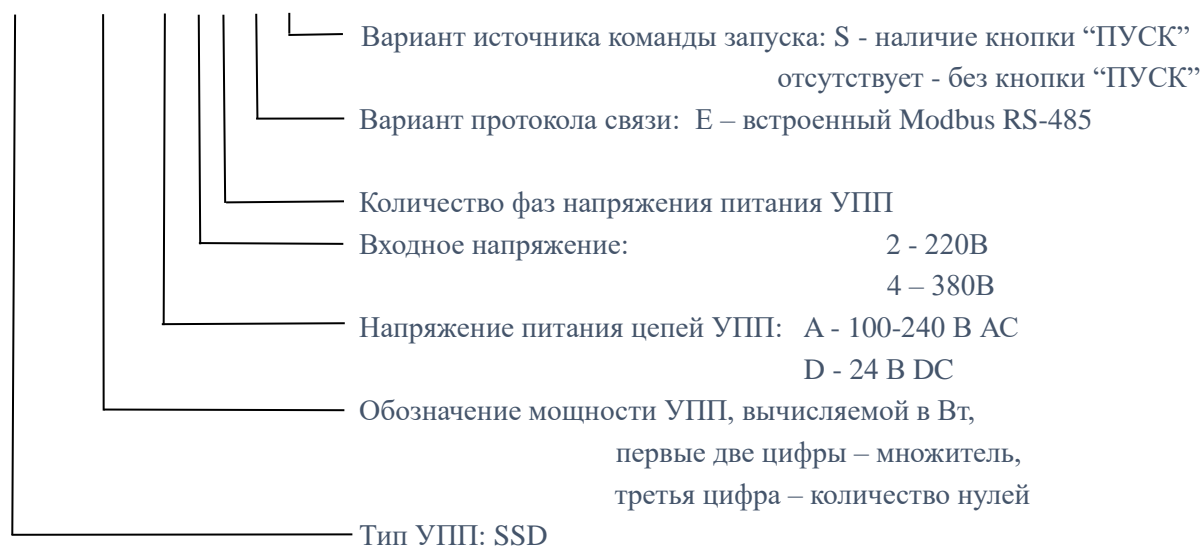 Вариант источника команды запуска: S - наличие кнопки “ПУСК”
отсутствует - без кнопки “ПУСК”
Вариант протокола связи: E – встроенный Modbus RS-485
Количество фаз напряжения питания УПП
Входное напряжение: 2 - 220В
4 – 380В
Напряжение питания цепей УПП: A - 100-240 В AC
D - 24 В DC
Обозначение мощности УПП, вычисляемой в Вт,
первые две цифры – множитель,
третья цифра – количество нулей
Тип УПП: SSD